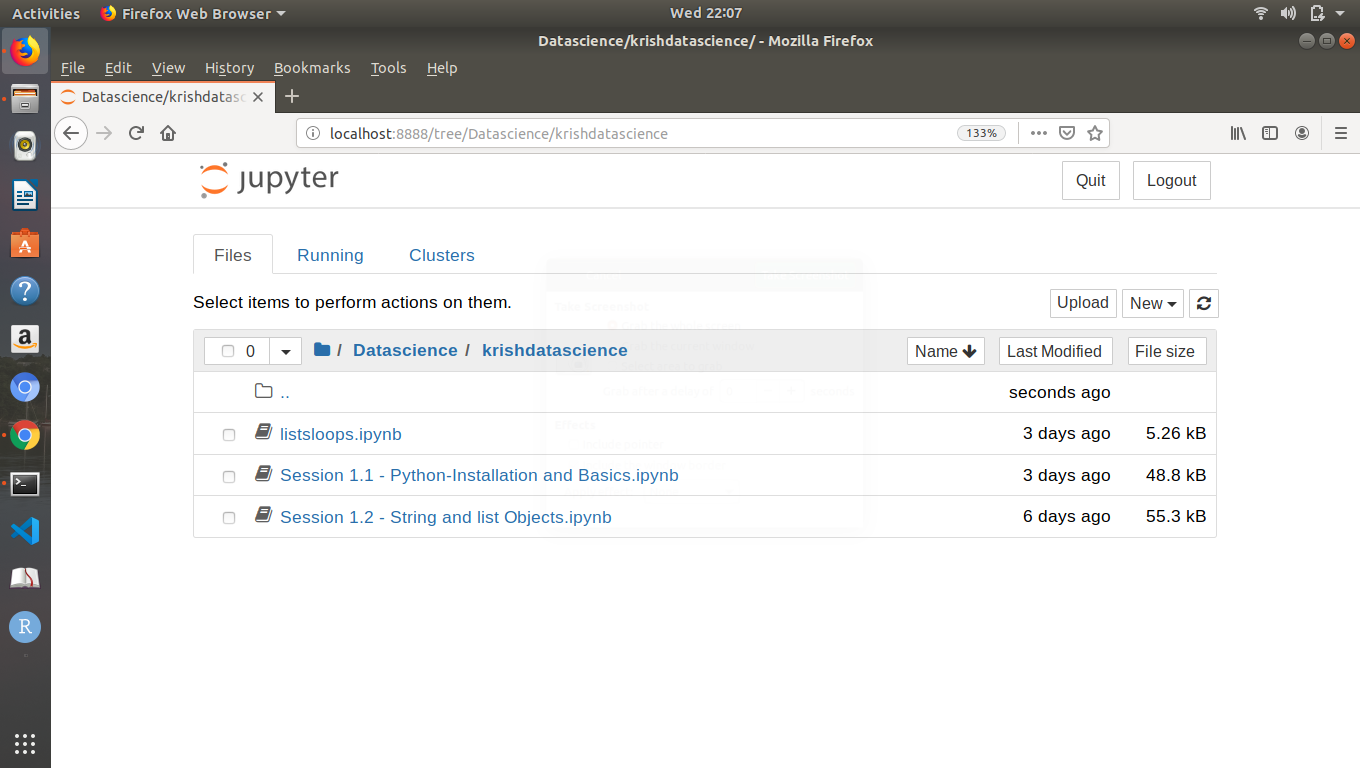 Activities Firefox Web Browser Wed 22:07
Datascience/krishdatascience/ - Mozilla Firefox
File Edit View History Bookmarks Tools Help
Datascience/krishdatasc
localhost:8888/tree/Datascience/krishdatascience 133%
jupyter Quit Logout
Files Running Clusters
Select items to perform actions on them. Upload New
0 / Datascience / krishdatascience Name Last Modified File size
.. seconds ago
listsloops.ipynb 3 days ago 5.26 kB
Session 1.1 - Python-Installation and Basics.ipynb 3 days ago 48.8 kB
Session 1.2 - String and list Objects.ipynb 6 days ago 55.3 kB